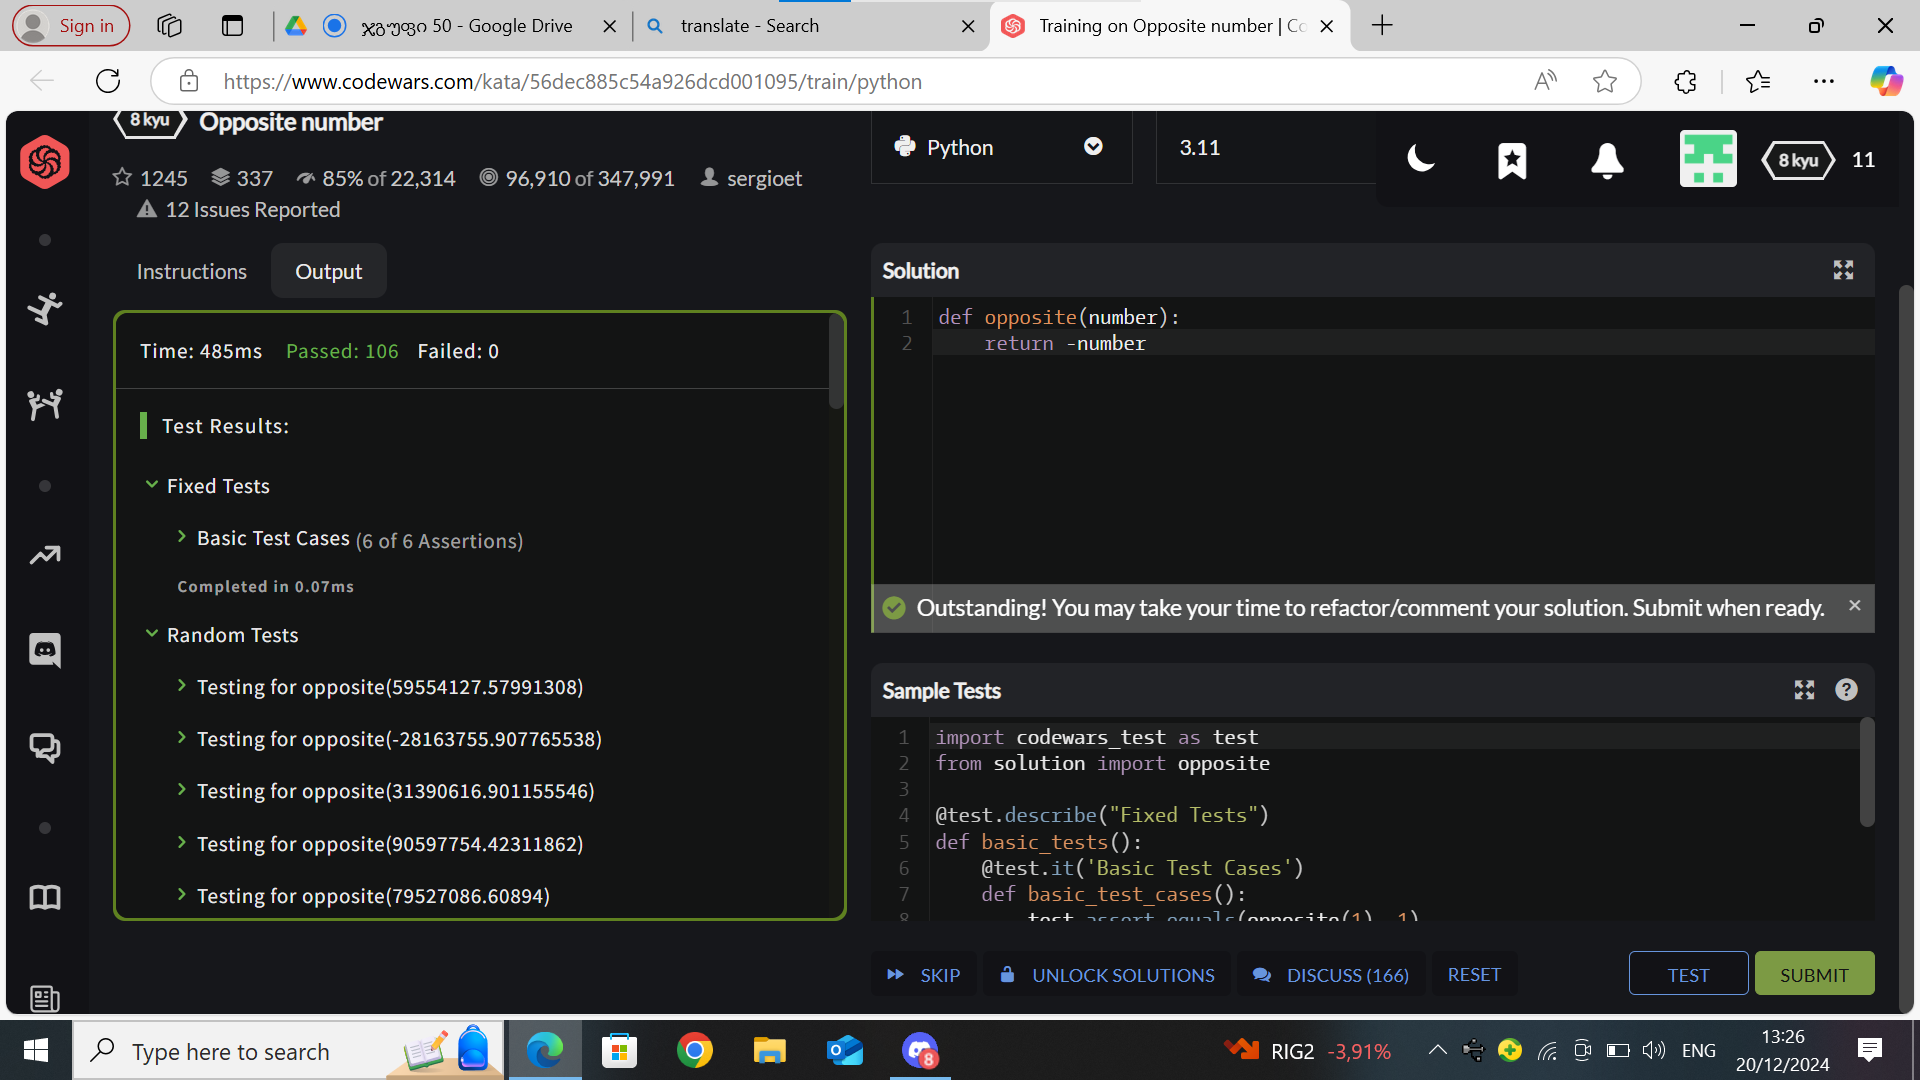 Sign in
ჯგუფი 50 - Google Drive
translate - Search
Training on Opposite number | Co
https://www.codewars.com/kata/56dec885c54a926dcd001095/train/python
8 kyu
Opposite number
1245
337
85% of 22,314
96,910 of 347,991
sergioet
12 Issues Reported
Python
3.11
8 kyu
11
Instructions
Output
Time: 485ms Passed: 106 Failed: 0
Test Results:
Fixed Tests
Basic Test Cases (6 of 6 Assertions)
Completed in 0.07ms
Random Tests
Testing for opposite(59554127.57991308)
Testing for opposite(-28163755.907765538)
Testing for opposite(31390616.901155546)
Testing for opposite(90597754.42311862)
Testing for opposite(79527086.60894)
Solution
1 def opposite(number):
2 return -number
Outstanding! You may take your time to refactor/comment your solution. Submit when ready.
Sample Tests
?
1 import codewars_test as test
2 from solution import opposite
3
4 @test.describe("Fixed Tests")
5 def basic_tests():
6 @test.it('Basic Test Cases')
7 def basic_test_cases():
8 test.assert_equals(opposite(1), -1)
SKIP
UNLOCK SOLUTIONS
DISCUSS (166)
RESET
TEST
SUBMIT
Type here to search
8
RIG2 -3,91%
ENG
13:26
20/12/2024